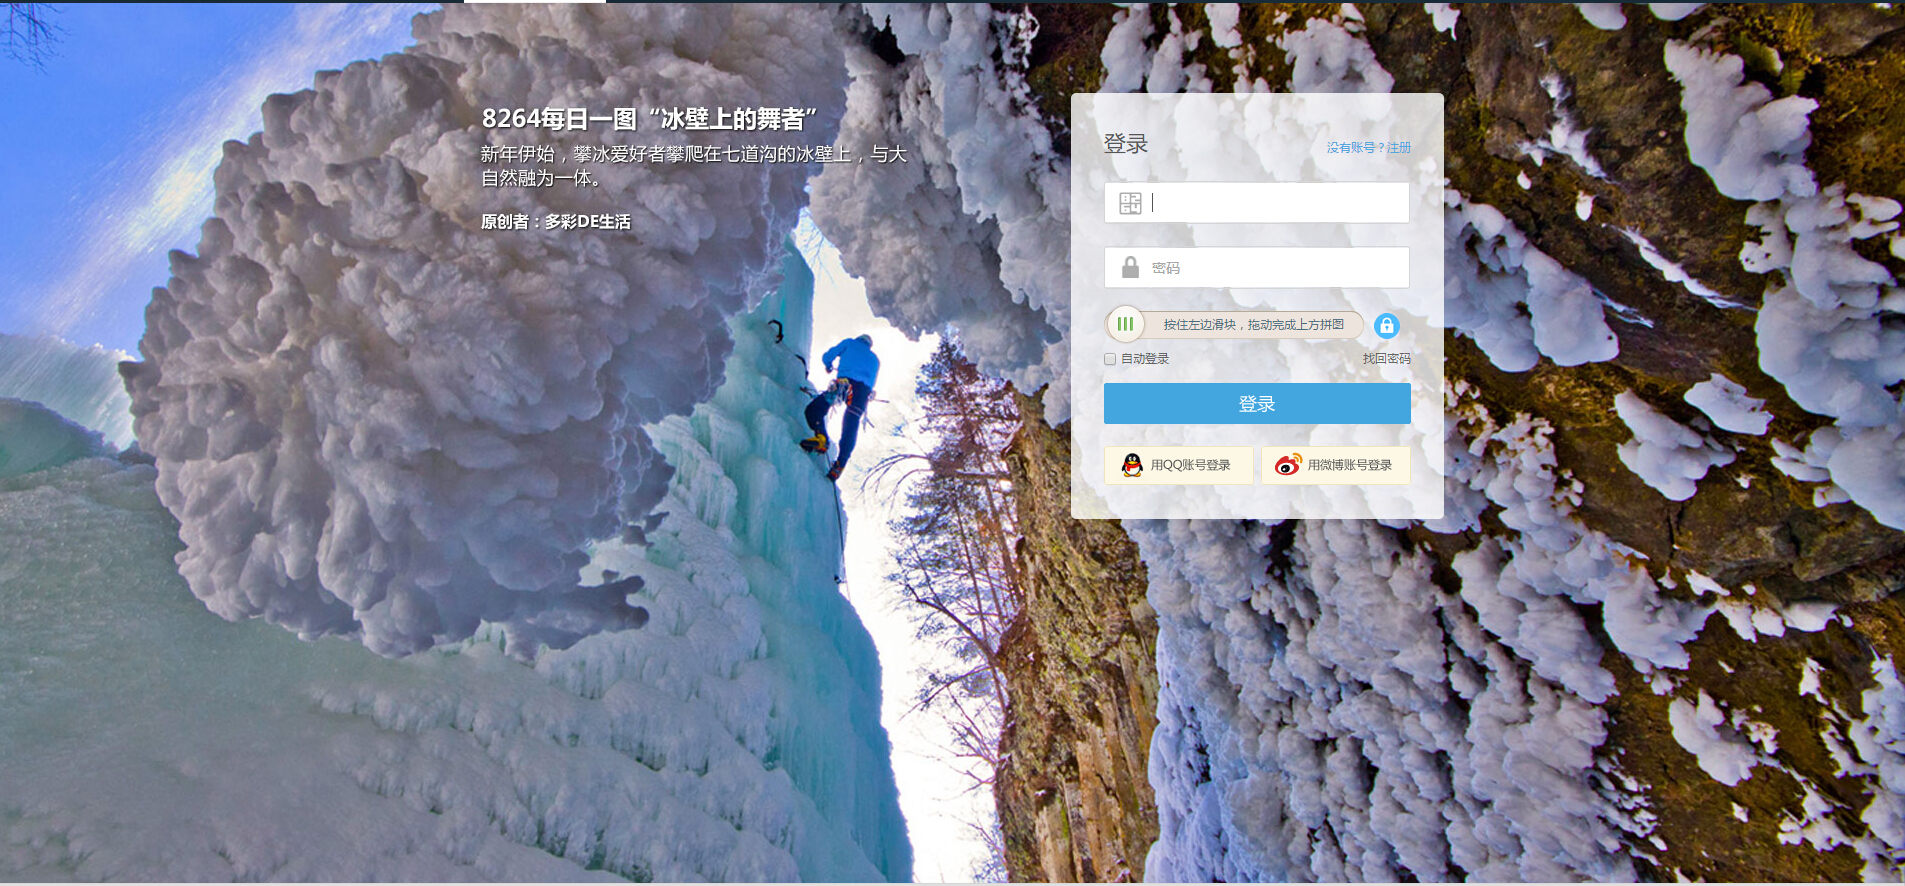 8264每日一图“冰壁上的舞者”
新年伊始，攀冰爱好者攀爬在七道沟的冰壁上，与大
自然融为一体。
原创者：多彩DE生活
登录
没有账号？注册
密码
按住左边滑块，拖动完成上方拼图
自动登录
找回密码
登录
用QQ账号登录
用微博账号登录